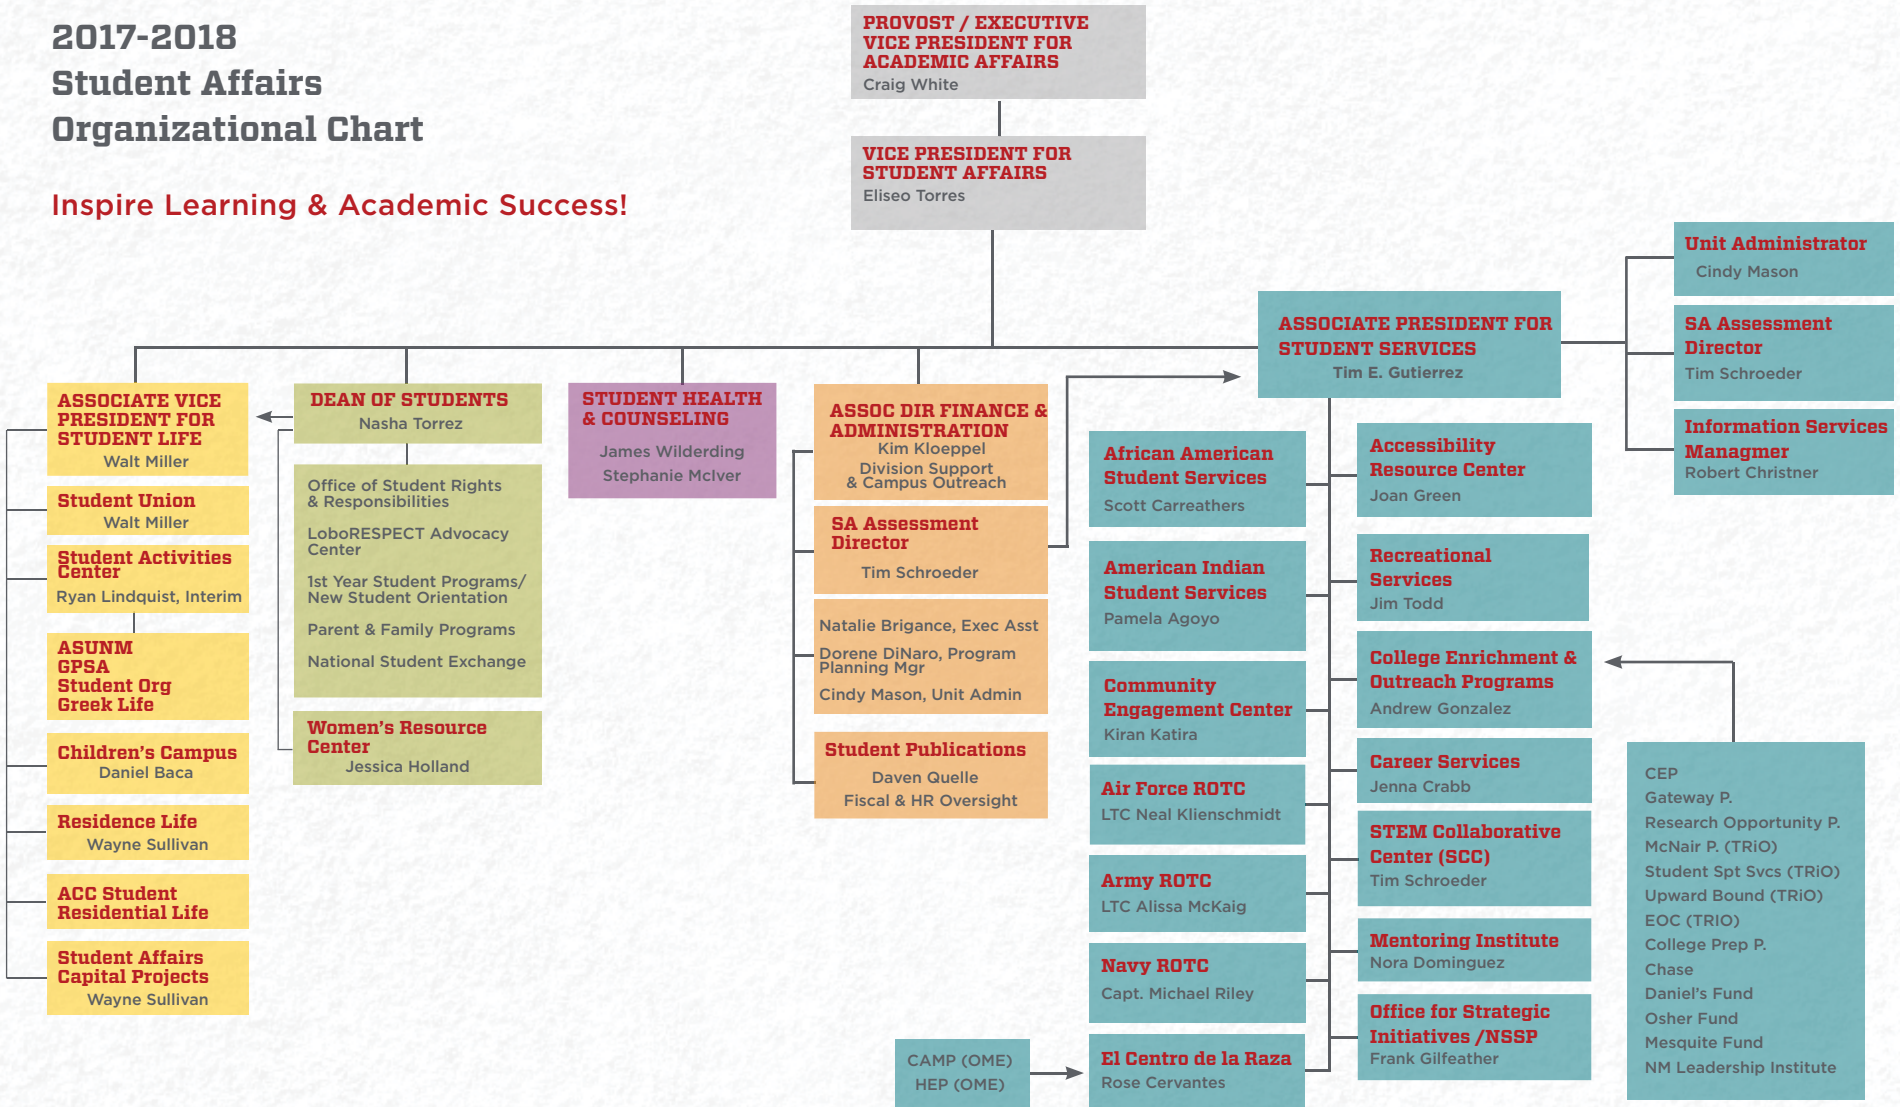 2017-2018
Student Affairs
Organizational Chart
Inspire Learning & Academic Success!
PROVOST / EXECUTIVE
VICE PRESIDENT FOR
ACADEMIC AFFAIRS
Craig White
VICE PRESIDENT FOR
STUDENT AFFAIRS
Eliseo Torres
ASSOCIATE VICE
PRESIDENT FOR
STUDENT LIFE
Walt Miller
Student Union
Walt Miller
Student Activities
Center
Ryan Lindquist, Interim
ASUNM
GPSA
Student Org
Greek Life
Children's Campus
Daniel Baca
Residence Life
Wayne Sullivan
ACC Student
Residential Life
Student Affairs
Capital Projects
Wayne Sullivan
DEAN OF STUDENTS
Nasha Torrez
Office of Student Rights
& Responsibilities
LoboRESPECT Advocacy
Center
1st Year Student Programs/
New Student Orientation
Parent & Family Programs
National Student Exchange
Women's Resource
Center
Jessica Holland
STUDENT HEALTH
& COUNSELING
James Wilderding
Stephanie McIver
ASSOC DIR FINANCE &
ADMINISTRATION
Kim Kloeppel
Division Support
& Campus Outreach
SA Assessment
Director
Tim Schroeder
Natalie Brigance, Exec Asst
Dorene DiNaro, Program
Planning Mgr
Cindy Mason, Unit Admin
Student Publications
Daven Quelle
Fiscal & HR Oversight
ASSOCIATE PRESIDENT FOR
STUDENT SERVICES
Tim E. Gutierrez
Unit Administrator
Cindy Mason
SA Assessment
Director
Tim Schroeder
Information Services
Managmer
Robert Christner
African American
Student Services
Scott Carreathers
American Indian
Student Services
Pamela Agoyo
Community
Engagement Center
Kiran Katira
Air Force ROTC
LTC Neal Klienschmidt
Army ROTC
LTC Alissa McKaig
Navy ROTC
Capt. Michael Riley
El Centro de la Raza
Rose Cervantes
CAMP (OME)
HEP (OME)
Accessibility
Resource Center
Joan Green
Recreational
Services
Jim Todd
College Enrichment &
Outreach Programs
Andrew Gonzalez
Career Services
Jenna Crabb
STEM Collaborative
Center (SCC)
Tim Schroeder
Mentoring Institute
Nora Dominguez
Office for Strategic
Initiatives /NSSP
Frank Gilfeather
CEP
Gateway P.
Research Opportunity P.
McNair P. (TRiO)
Student Spt Svcs (TRiO)
Upward Bound (TRiO)
EOC (TRIO)
College Prep P.
Chase
Daniel's Fund
Osher Fund
Mesquite Fund
NM Leadership Institute